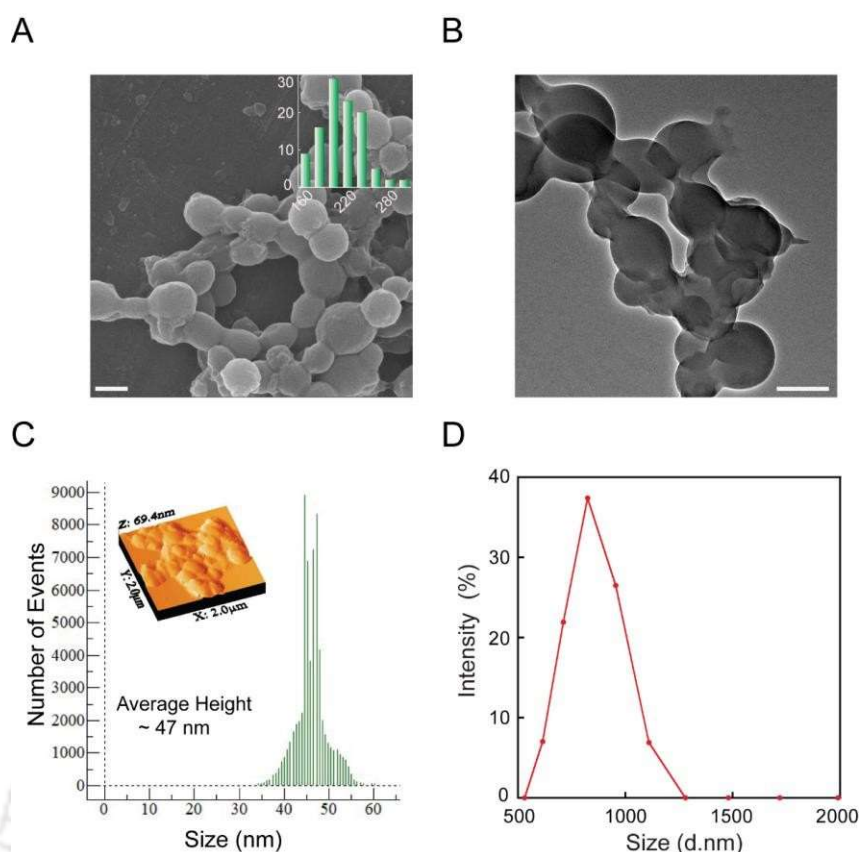 A
B
30
20
10
0
160
220
280
C
D
9000
8000
7000
6000
5000
4000
3000
2000
1000
0
Number of Events
Z: 69.4nm
Y: 2.0µm
X: 2.0µm
Average Height
~ 47 nm
0
10
20
30
40
50
60
Size (nm)
40
30
20
10
0
Intensity (%)
500
1000
1500
2000
Size (d.nm)